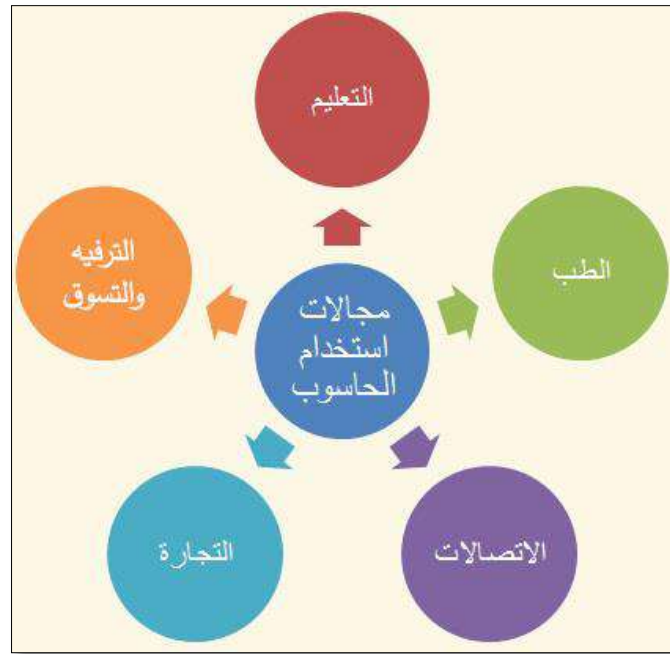 التعليم
الطب
الترفيه
والتسوق
مجالات
استخدام
الحاسوب
الاتصالات
التجارة